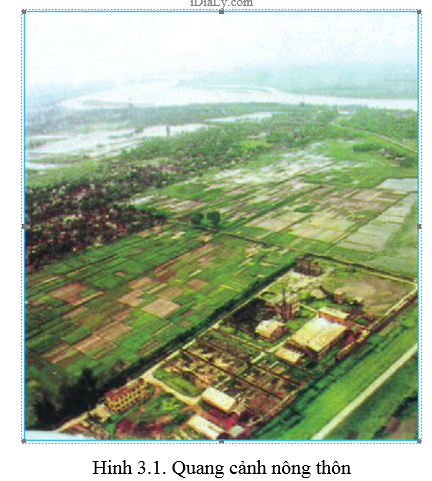 iDiaLy.com
Hình 3.1. Quang cảnh nông thôn